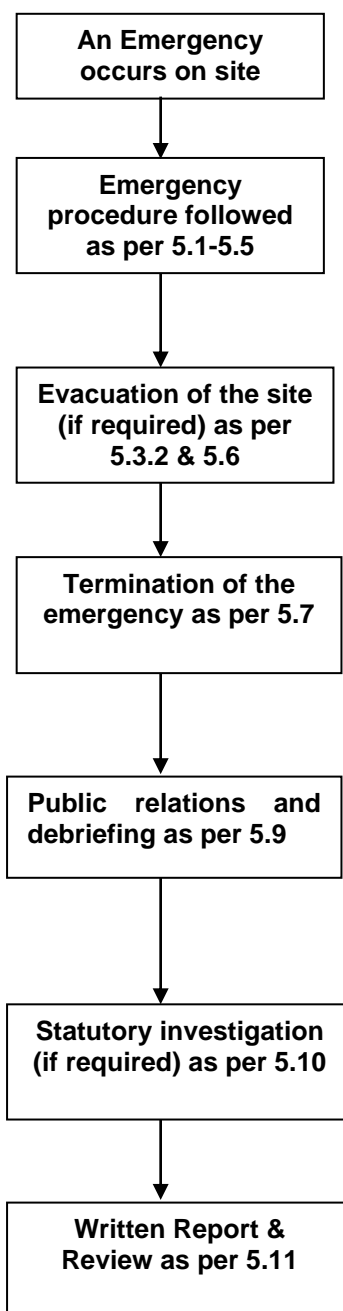 An Emergency
occurs on site
Emergency
procedure followed
as per 5.1-5.5
Evacuation of the site
(if required) as per
5.3.2 & 5.6
Termination of the
emergency as per 5.7
Public relations and
debriefing as per 5.9
Statutory investigation
(if required) as per 5.10
Written Report &
Review as per 5.11